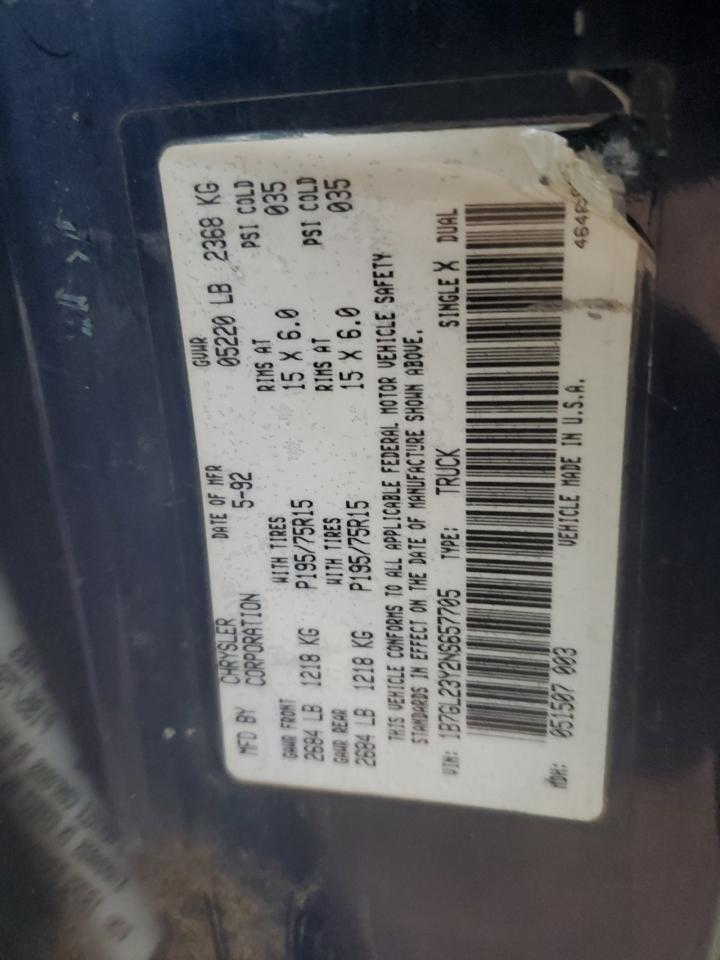 MFD BY CHRYSLER CORPORATION DATE OF MFR 5-92 GVWR 05220 LB 2368 KG
GAWR FRONT WITH TIRES RIMS AT PSI COLD
2684 LB 1218 KG P195/75R15 15 X 6.0 035
GAWR REAR WITH TIRES RIMS AT PSI COLD
2684 LB 1218 KG P195/75R15 15 X 6.0 035
THIS VEHICLE CONFORMS TO ALL APPLICABLE FEDERAL MOTOR VEHICLE SAFETY
STANDARDS IN EFFECT ON THE DATE OF MANUFACTURE SHOWN ABOVE.
VIN: 1B7GL23Y2NS657705 TYPE: TRUCK SINGLE X DUAL
MDH: 051507 003 VEHICLE MADE IN U.S.A.